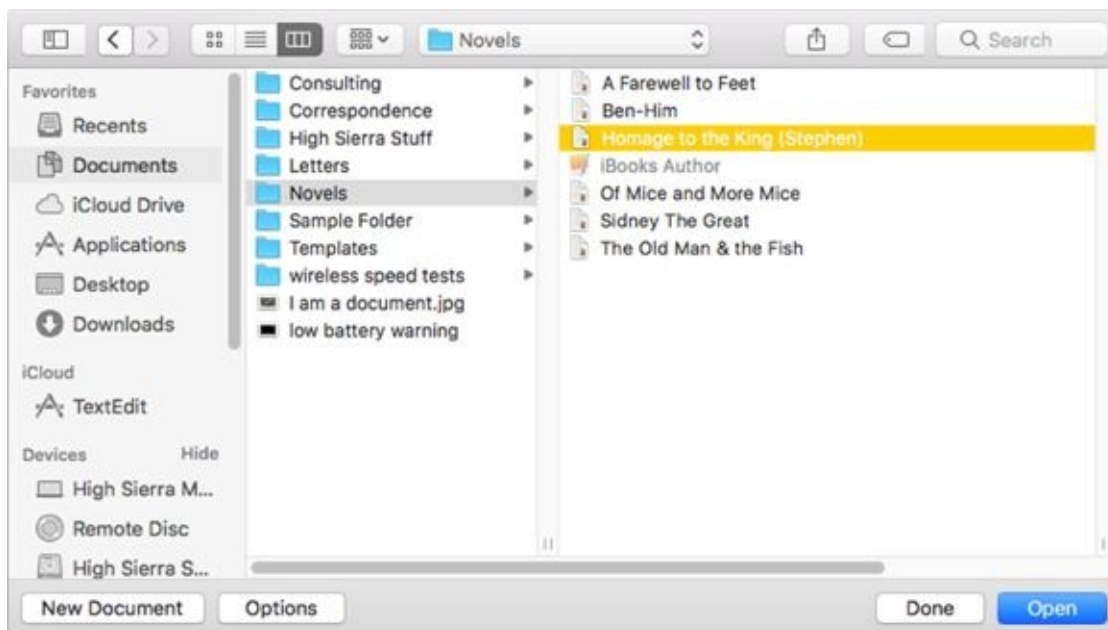 Novels
Search
Favorites
Recents
Documents
iCloud Drive
Applications
Desktop
Downloads
iCloud
TextEdit
Devices Hide
High Sierra M...
Remote Disc
High Sierra S...
Consulting
Correspondence
High Sierra Stuff
Letters
Novels
Sample Folder
Templates
wireless speed tests
I am a document.jpg
low battery warning
A Farewell to Feet
Ben-Him
Homage to the King (Stephen)
iBooks Author
Of Mice and More Mice
Sidney The Great
The Old Man & the Fish
New Document Options Done Open